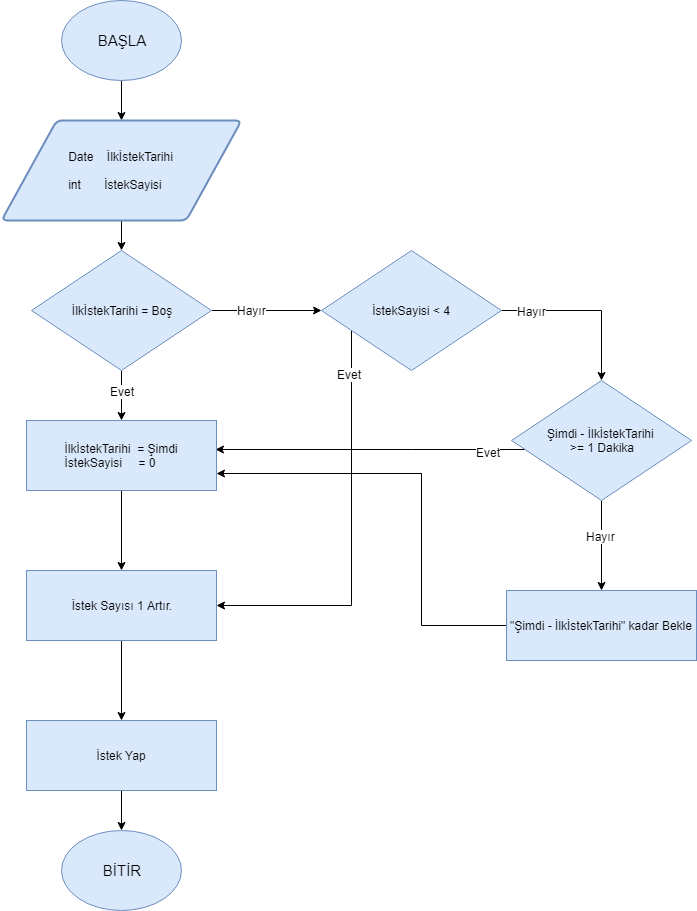 BAŞLA
Date İlkİstekTarihi
int İstekSayisi
İlkİstekTarihi = Boş
Hayır
İstekSayisi < 4
Hayır
Evet
Evet
Şimdi - İlkİstekTarihi
>= 1 Dakika
İlkİstekTarihi = Şimdi
İstekSayisi = 0
Evet
Hayır
İstek Sayısı 1 Artır.
"Şimdi - İlkİstekTarihi" kadar Bekle
İstek Yap
BİTİR